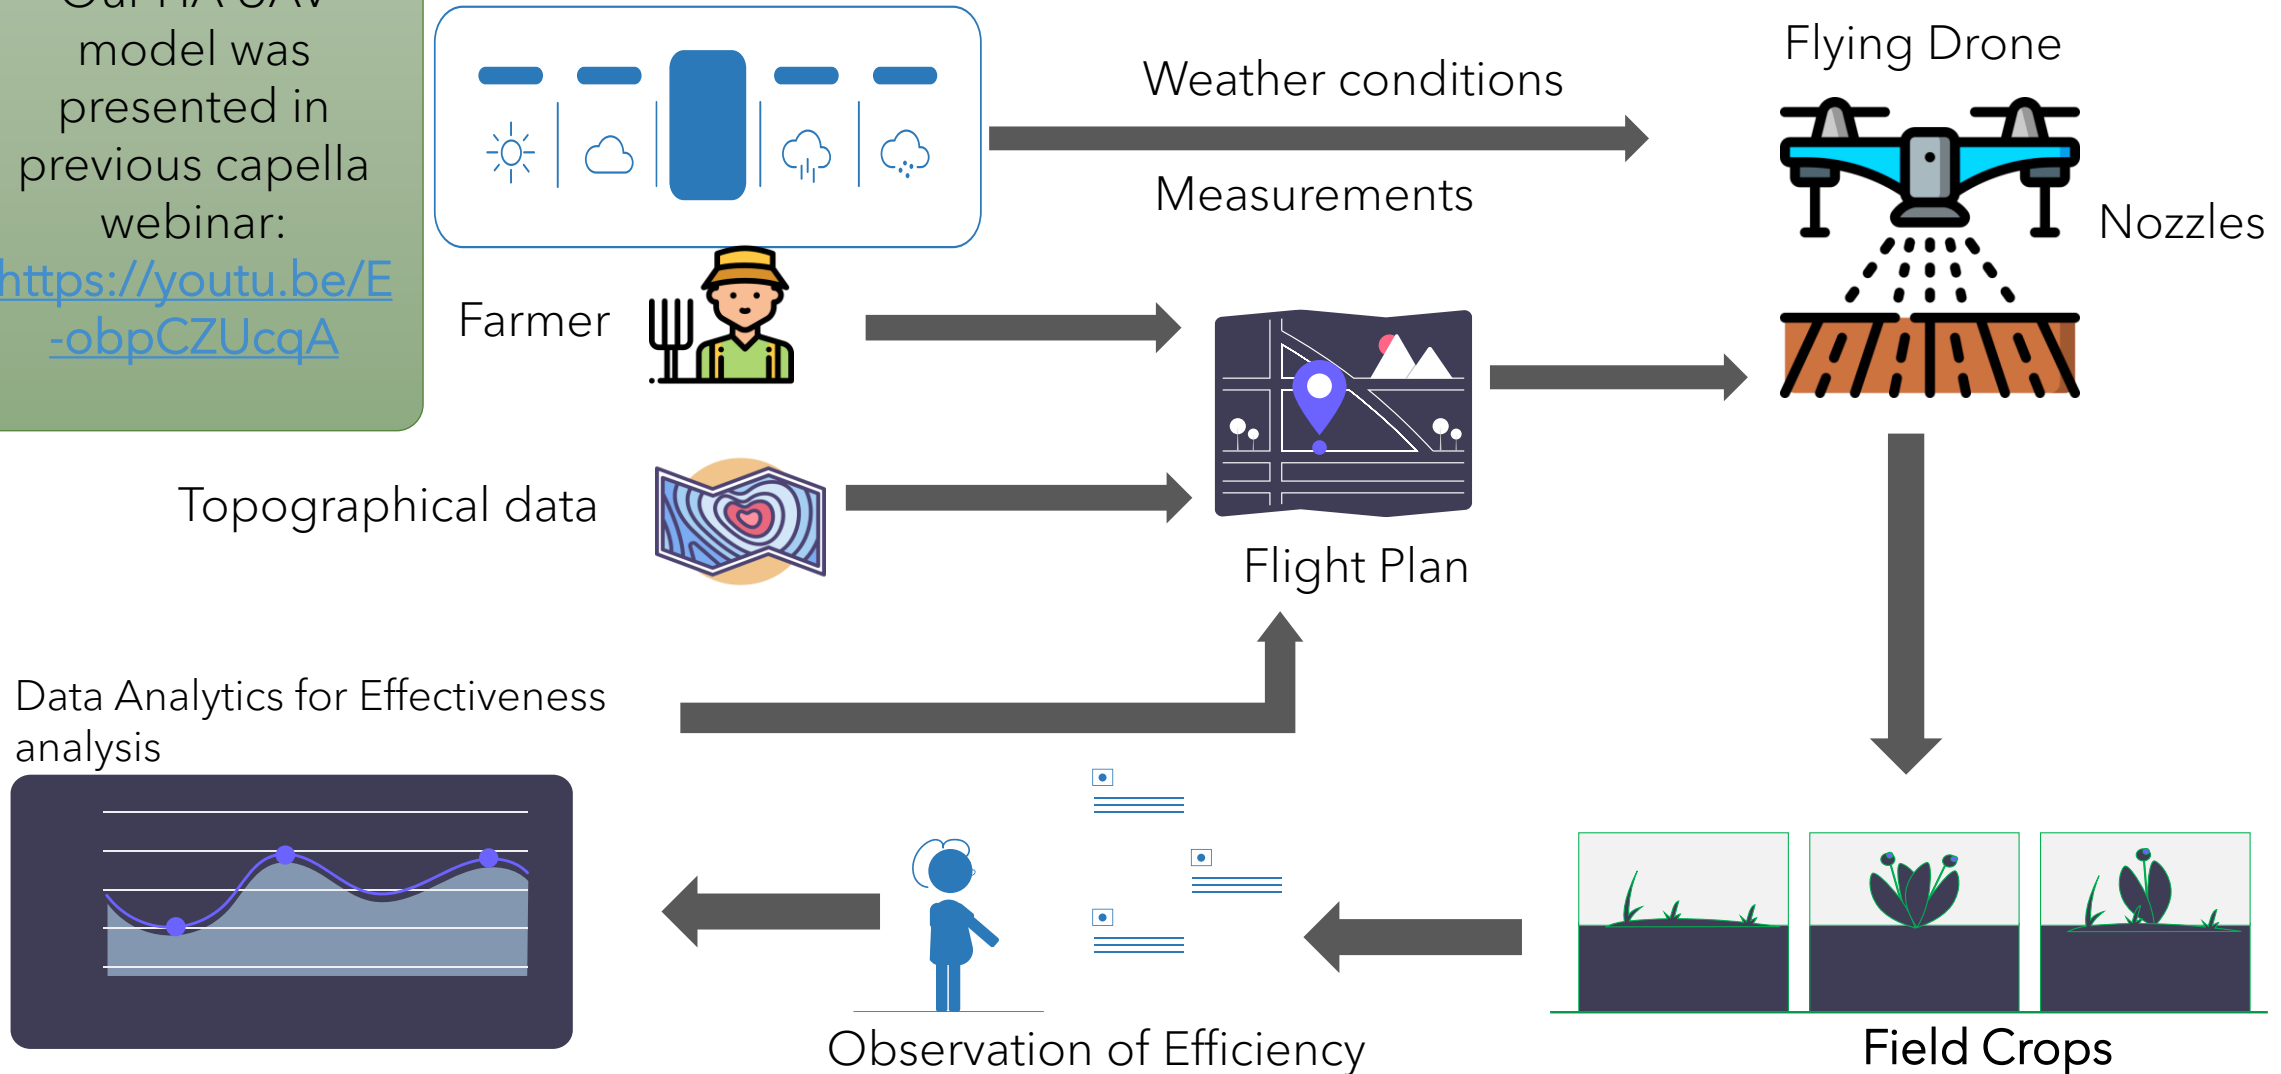 model was
presented in
previous capella
webinar:
https://youtu.be/E
-obpCZUcqA
Weather conditions
Measurements
Flying Drone
Nozzles
Farmer
Topographical data
Flight Plan
Data Analytics for Effectiveness
analysis
Observation of Efficiency
Field Crops